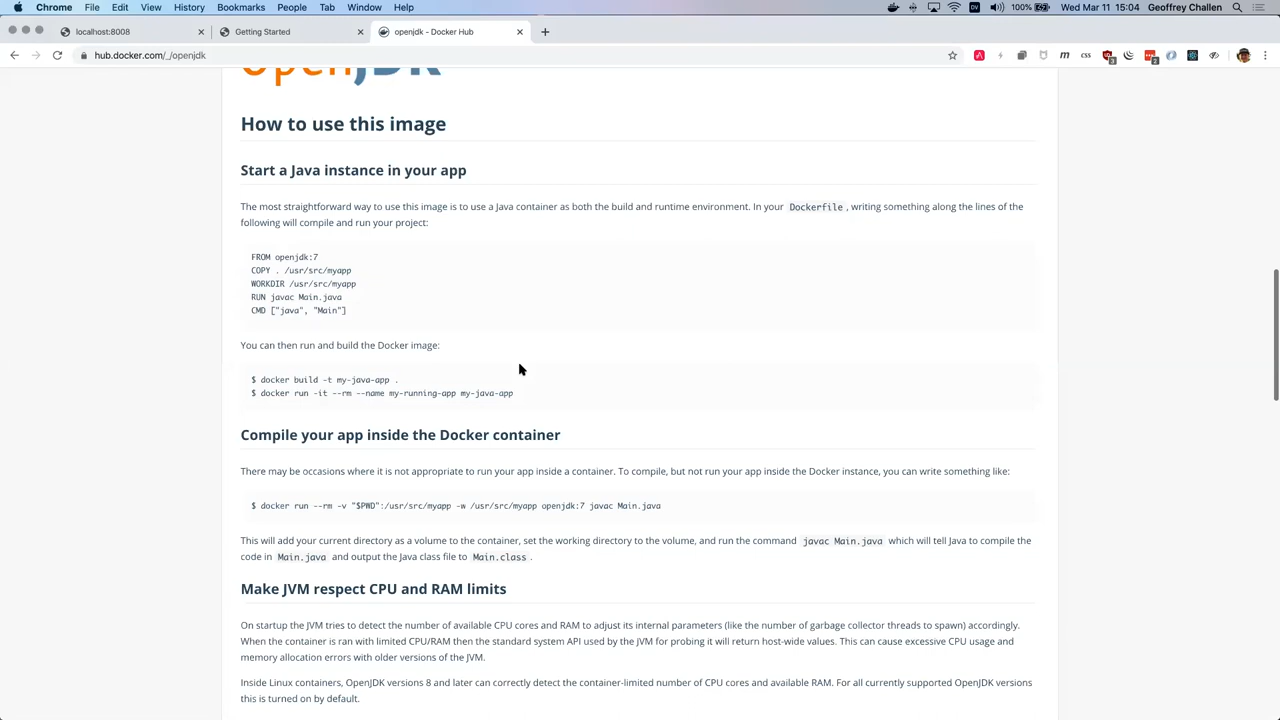 Chrome File Edit View History Bookmarks People Tab Window Help 100% Wed Mar 11 15:04 Geoffrey Challen
localhost:8008 Getting Started openjdk - Docker Hub
hub.docker.com/_/openjdk
openJDK
How to use this image
Start a Java instance in your app
The most straightforward way to use this image is to use a Java container as both the build and runtime environment. In your Dockerfile, writing something along the lines of the
following will compile and run your project:
FROM openjdk:7
COPY . /usr/src/myapp
WORKDIR /usr/src/myapp
RUN javac Main.java
CMD ["java", "Main"]
You can then run and build the Docker image:
$ docker build -t my-java-app .
$ docker run -it --rm --name my-running-app my-java-app
Compile your app inside the Docker container
There may be occasions where it is not appropriate to run your app inside a container. To compile, but not run your app inside the Docker instance, you can write something like:
$ docker run --rm -v "$PWD":/usr/src/myapp -w /usr/src/myapp openjdk:7 javac Main.java
This will add your current directory as a volume to the container, set the working directory to the volume, and run the command javac Main.java which will tell Java to compile the
code in Main.java and output the Java class file to Main.class.
Make JVM respect CPU and RAM limits
On startup the JVM tries to detect the number of available CPU cores and RAM to adjust its internal parameters (like the number of garbage collector threads to spawn) accordingly.
When the container is ran with limited CPU/RAM then the standard system API used by the JVM for probing it will return host-wide values. This can cause excessive CPU usage and
memory allocation errors with older versions of the JVM.
Inside Linux containers, OpenJDK versions 8 and later can correctly detect the container-limited number of CPU cores and available RAM. For all currently supported OpenJDK versions
this is turned on by default.